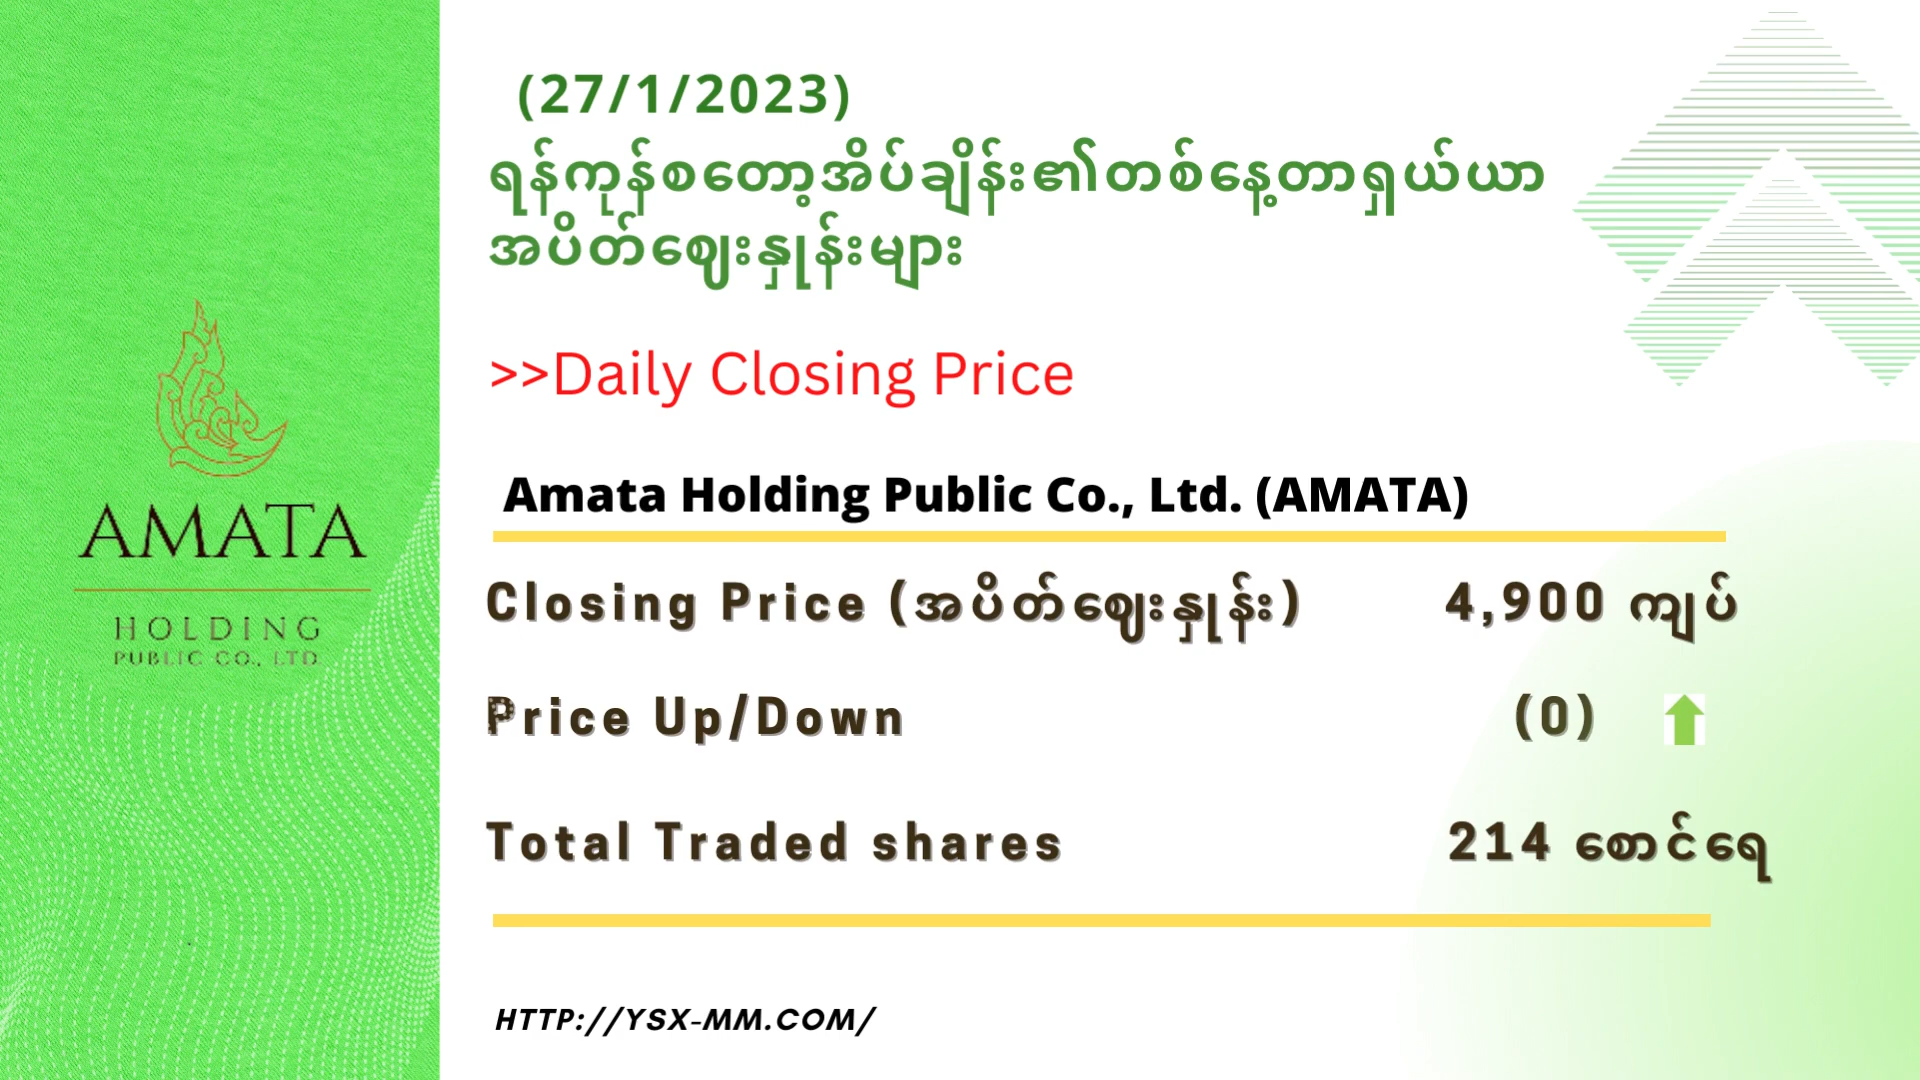 (27/1/2023)
ရန်ကုန်စတော့အိပ်ချိန်း၏တစ်နေ့တာရှယ်ယာ
အပိတ်ဈေးနှုန်းများ
>>Daily Closing Price
AMATA
HOLDING
PUBLIC CO., LTD
Amata Holding Public Co., Ltd. (AMATA)
Closing Price (အပိတ်ဈေးနှုန်း) 4,900 ကျပ်
Price Up/Down (0)
Total Traded shares 214 စောင်ရေ
HTTP://YSX-MM.COM/